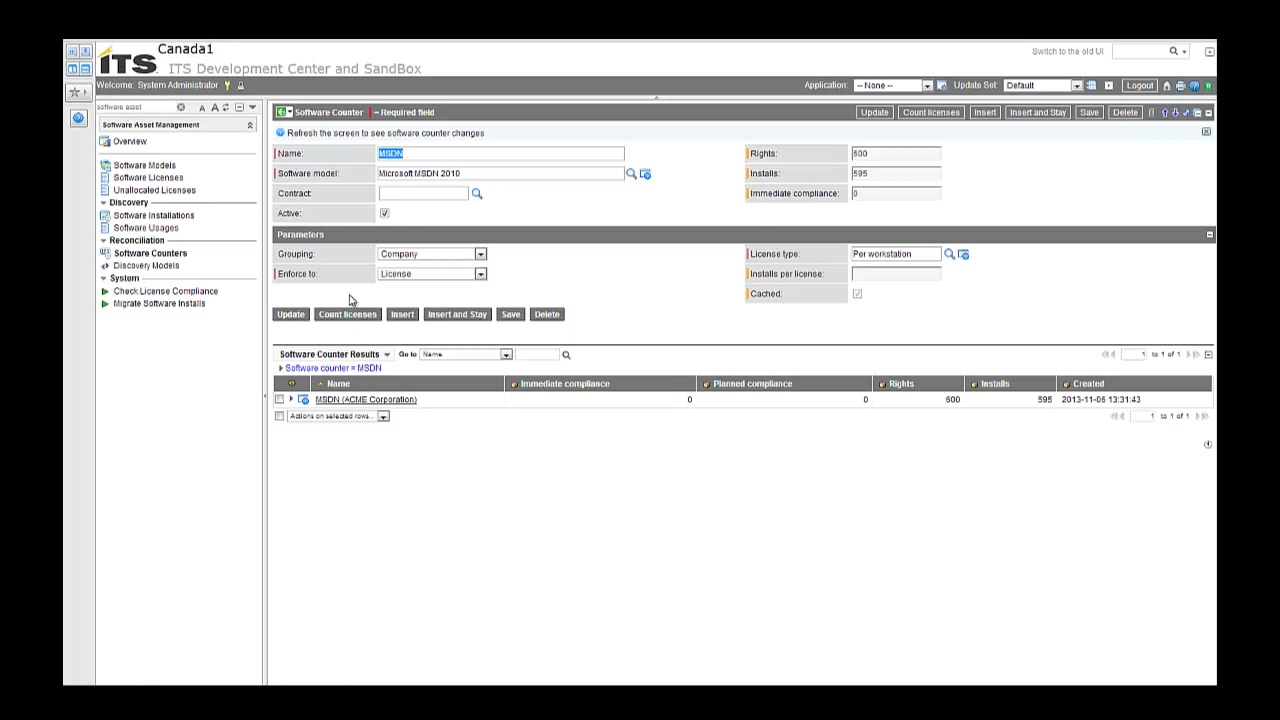 Canada1
Switch to the old UI
ITS
ITS Development Center and SandBox
Welcome: System Administrator
Application: -- None --
Update Set: Default
Logout
software asset
A A
Software Asset Management
Overview
Software Models
Software Licenses
Unallocated Licenses
Discovery
Software Installations
Software Usages
Reconciliation
Software Counters
Discovery Models
System
Check License Compliance
Migrate Software Installs
Software Counter = Required field
Update Count licenses Insert Insert and Stay Save Delete
Refresh the screen to see software counter changes
Name: MSDN
Rights: 600
Software model: Microsoft MSDN 2010
Installs: 595
Contract:
Immediate compliance: 0
Active:
Parameters
Grouping: Company
License type: Per workstation
Enforce to: License
Installs per license:
Cached:
Update Count licenses Insert Insert and Stay Save Delete
Software Counter Results Go to Name
1 to 1 of 1
Software counter = MSDN
Name Immediate compliance Planned compliance Rights Installs Created
MSDN (ACME Corporation) 0 0 600 595 2013-11-06 13:31:43
Actions on selected rows...
1 to 1 of 1